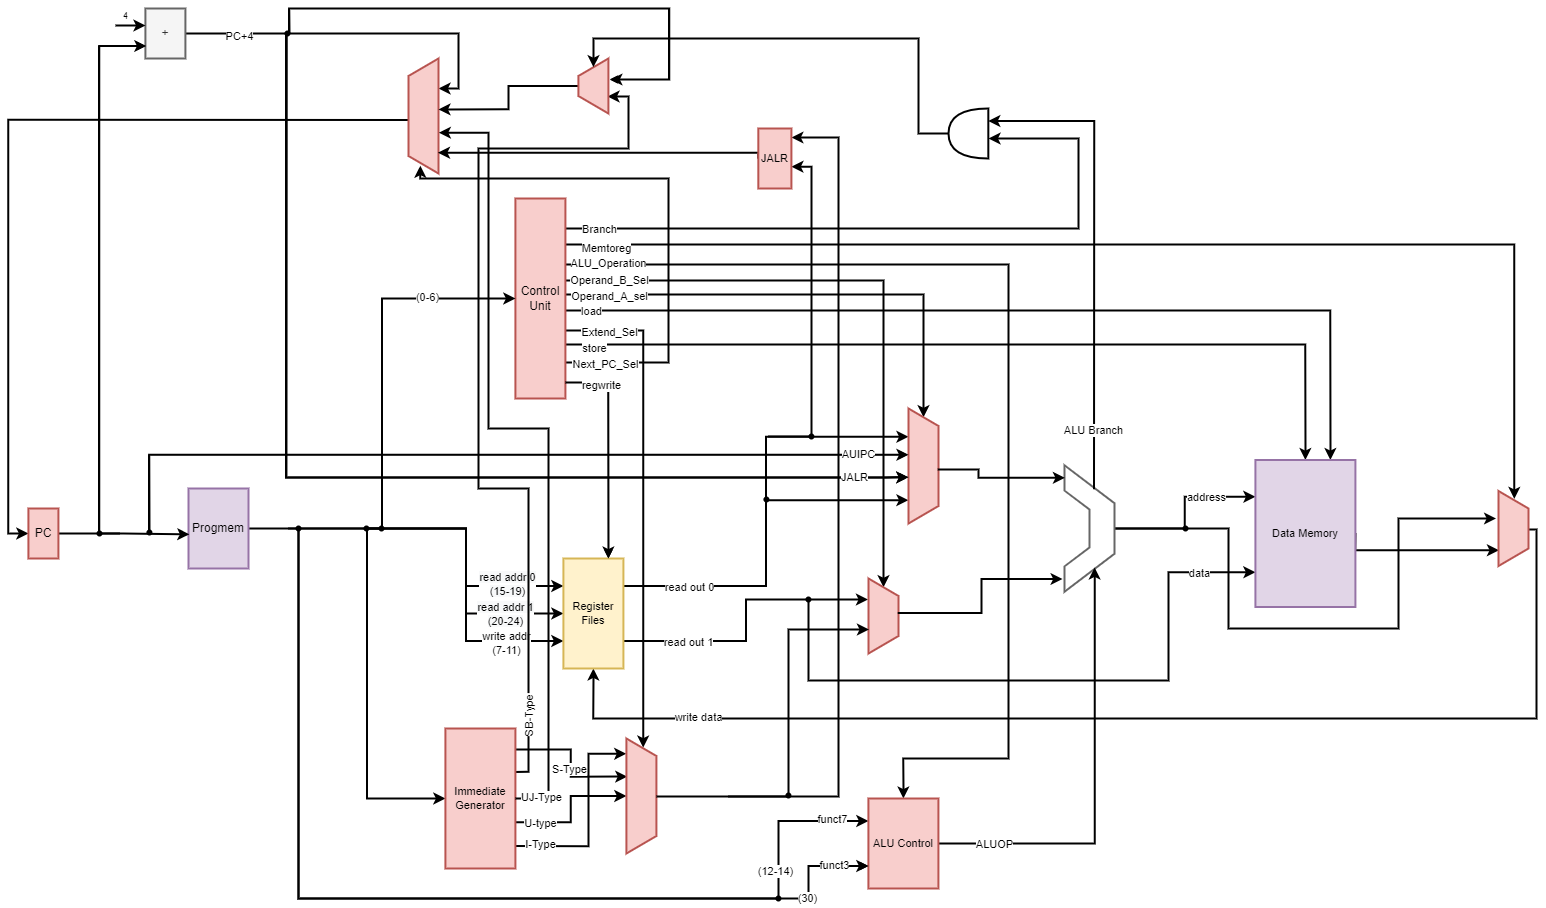 4
+
PC+4
JALR
Branch
Memtoreg
ALU_Operation
Operand_B_Sel
Operand_A_sel
load
Extend_Sel
store
Next_PC_Sel
regwrite
Control
Unit
(0-6)
ALU Branch
AUIPC
JALR
PC
Progmem
read addr 0
(15-19)
read addr 1
(20-24)
write addr
(7-11)
Register
Files
read out 0
read out 1
address
data
Data Memory
write data
SB-Type
S-Type
UJ-Type
U-type
I-Type
Immediate
Generator
funct7
(12-14)
funct3
(30)
ALU Control
ALUOP